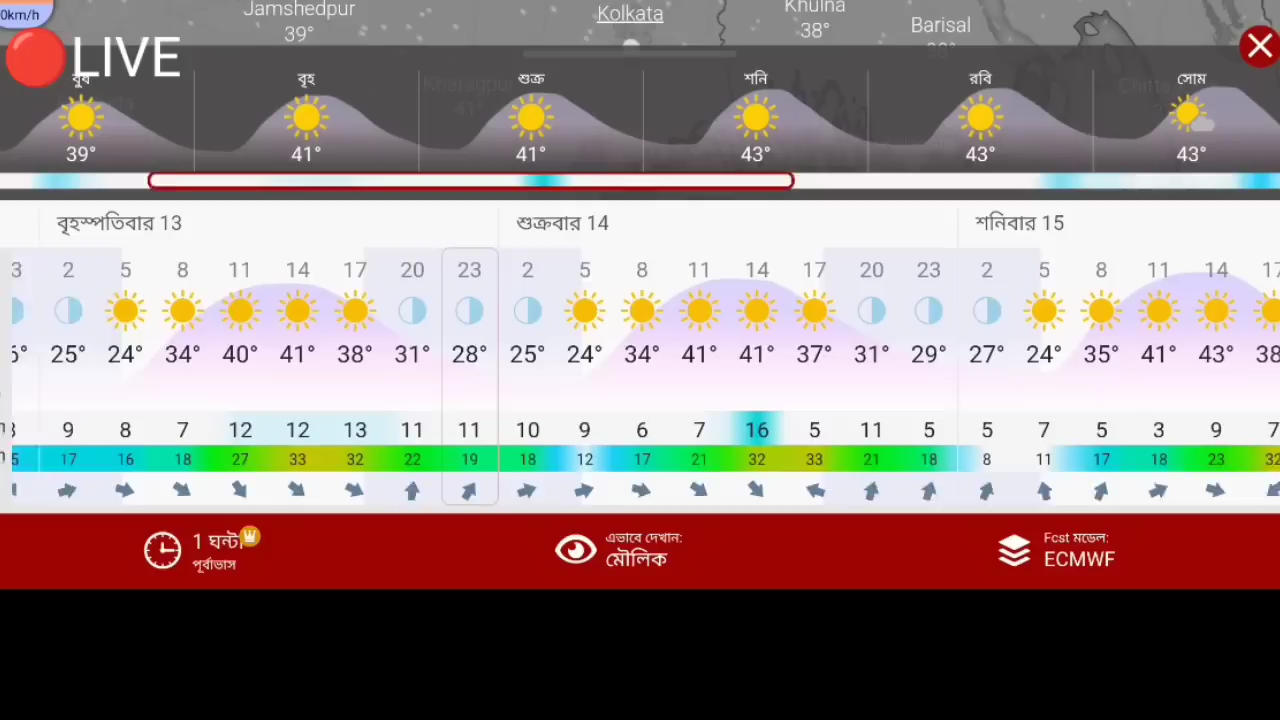 0km/h
Jamshedpur
39°
Kolkata
Khulna
38°
Barisal
LIVE
বুধ বৃহ শুক্র শনি রবি সোম
39° 41° 41° 43° 43° 43°
বৃহস্পতিবার 13 শুক্রবার 14 শনিবার 15
3 2 5 8 11 14 17 20 23 2 5 8 11 14 17 20 23 2 5 8 11 14 17
6° 25° 24° 34° 40° 41° 38° 31° 28° 25° 24° 34° 41° 41° 37° 31° 29° 27° 24° 35° 41° 43° 38
9 8 7 12 12 13 11 11 10 9 6 7 16 5 11 5 5 7 5 3 9 7
5 17 16 18 27 33 32 22 19 18 12 17 21 32 33 21 18 8 11 17 18 23 32
1 ঘন্টা
পূর্বাভাস
এভাবে দেখান:
মৌলিক
Fcst মডেল:
ECMWF